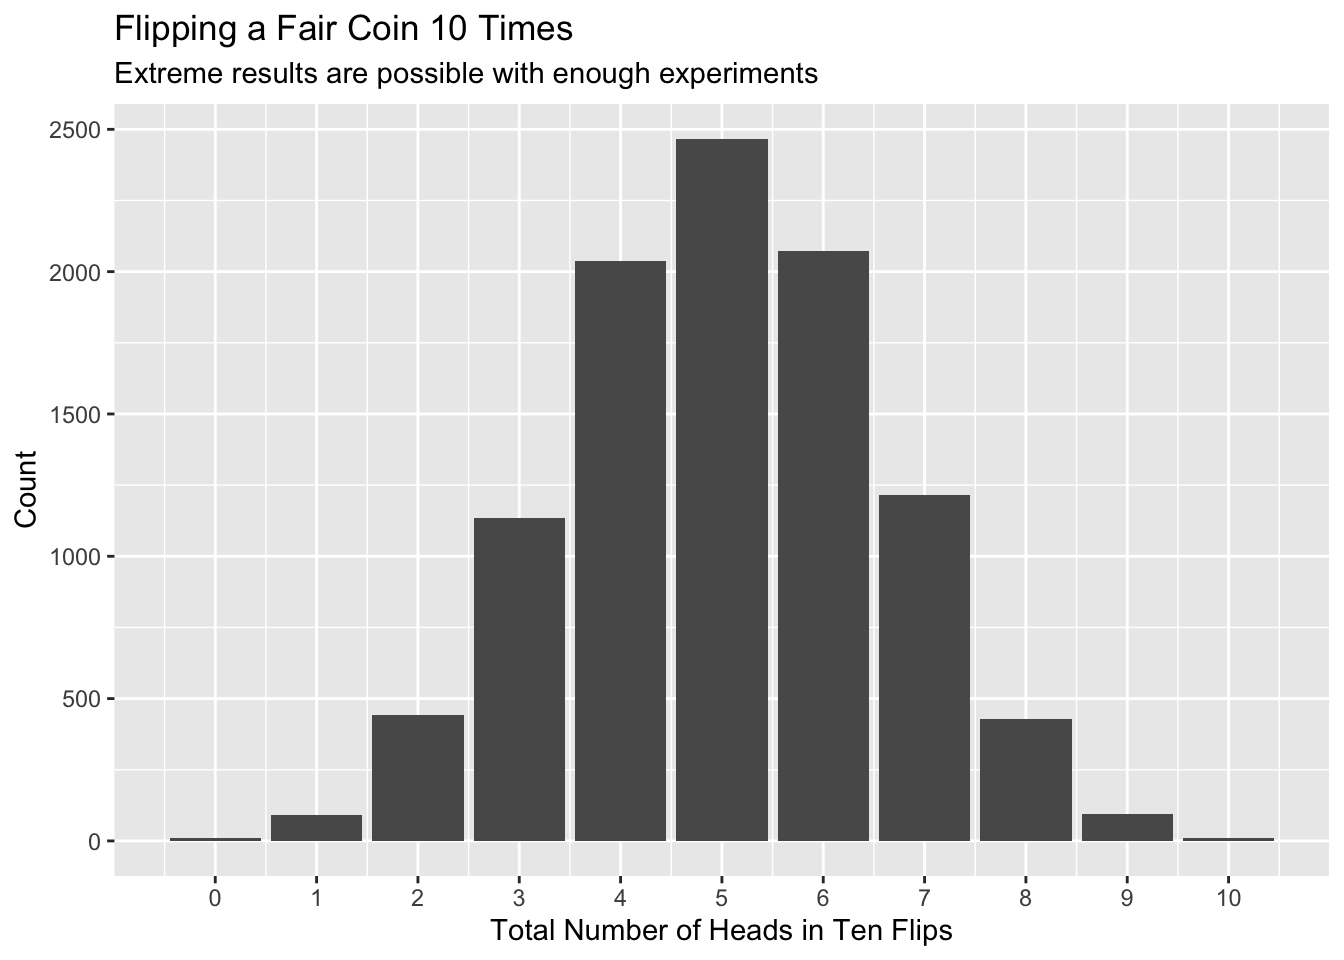 Flipping a Fair Coin 10 Times
Extreme results are possible with enough experiments
2500
2000
1500
1000
500
0
Count
0 1 2 3 4 5 6 7 8 9 10
Total Number of Heads in Ten Flips